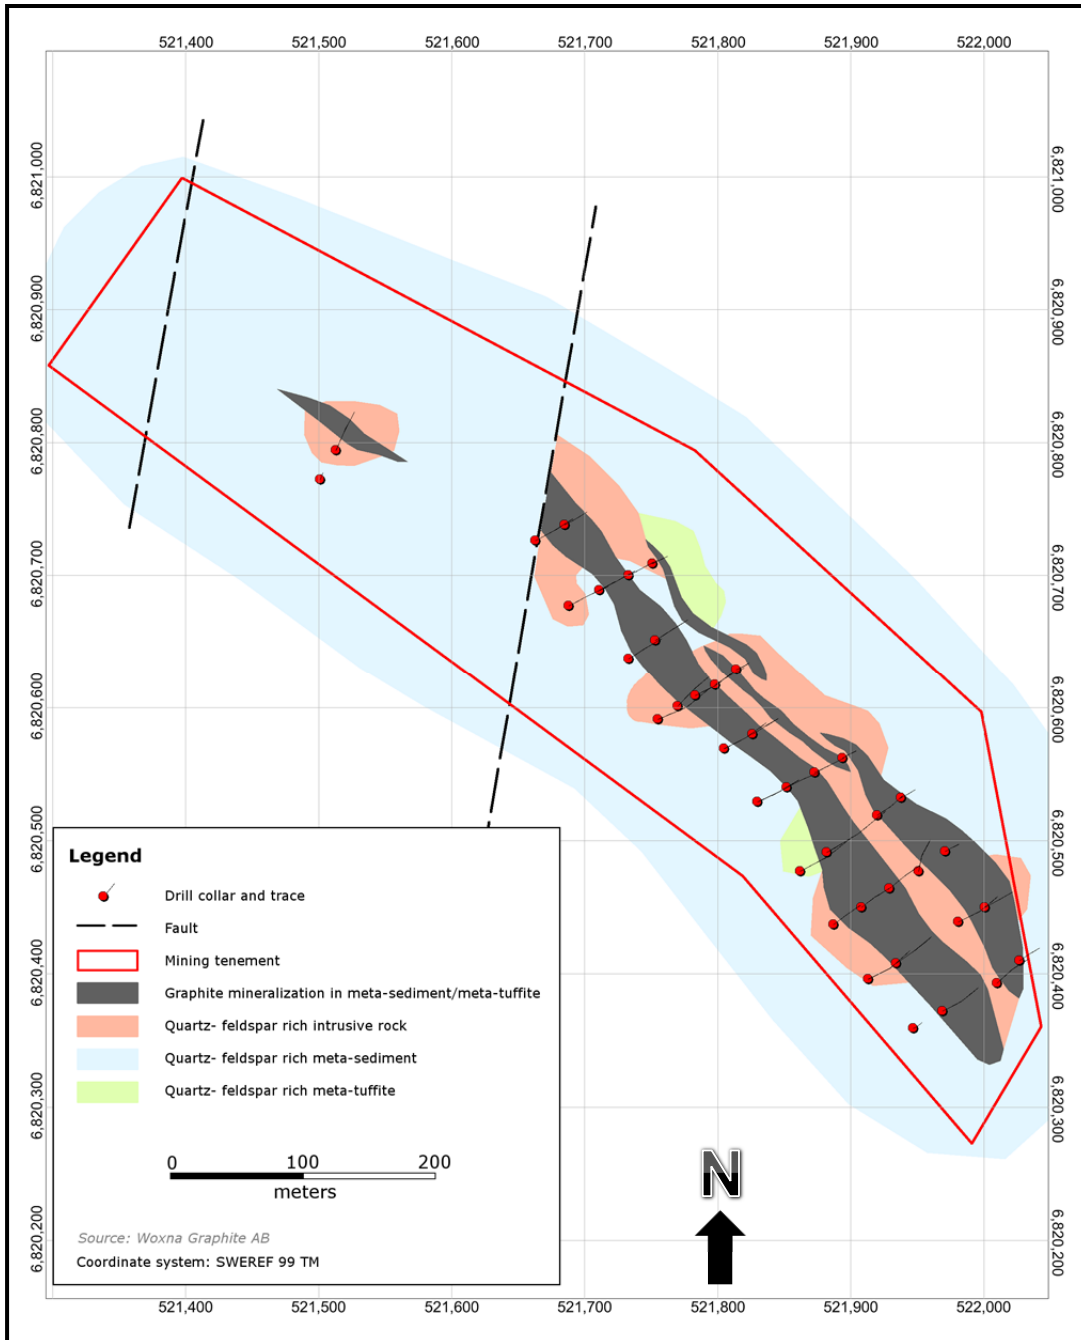 521,400 521,500 521,600 521,700 521,800 521,900 522,000
6,821,000
6,820,900
6,820,800
6,820,700
6,820,600
6,820,500
6,820,400
6,820,300
6,820,200
6,821,000
6,820,900
6,820,800
6,820,700
6,820,600
6,820,500
6,820,400
6,820,300
6,820,200
Legend
Drill collar and trace
Fault
Mining tenement
Graphite mineralization in meta-sediment/meta-tuffite
Quartz- feldspar rich intrusive rock
Quartz- feldspar rich meta-sediment
Quartz- feldspar rich meta-tuffite
0 100 200
meters
Source: Woxna Graphite AB
Coordinate system: SWEREF 99 TM
N
521,400 521,500 521,600 521,700 521,800 521,900 522,000